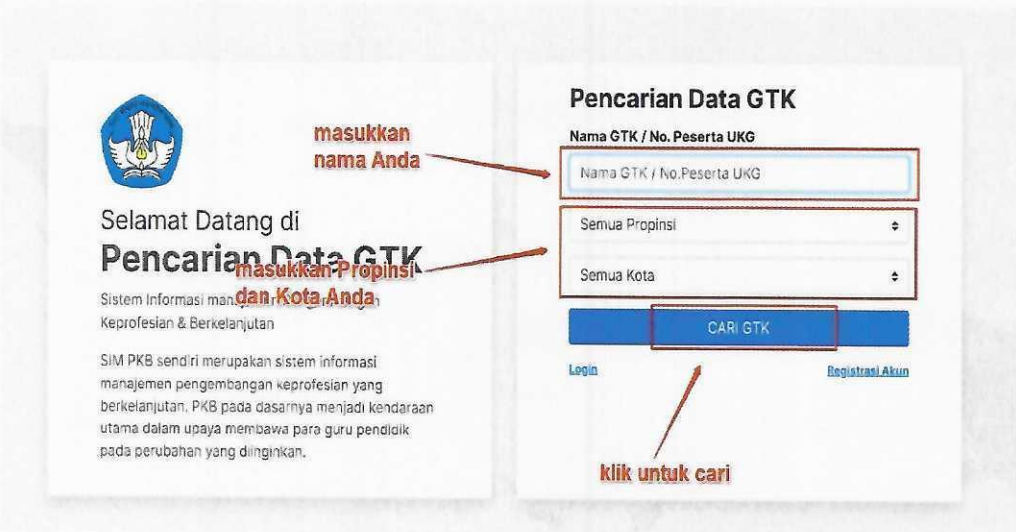 Selamat Datang di
Pencarian Data GTK
Sistem Informasi
Keprofesian & Berkelanjutan
SIM PKB sendiri merupakan sistem informasi
manajemen pengembangan keprofesian yang
berkelanjutan. PKB pada dasarnya menjadi kendaraan
utama dalam upaya membawa para guru pendidik
pada perubahan yang diinginkan.
masukkan
nama Anda
masukkan Propinsi
dan Kota Anda
Pencarian Data GTK
Nama GTK / No. Peserta UKG
Nama GTK / No.Peserta UKG
Semua Propinsi
Semua Kota
CARI GTK
Login
Registrasi Akun
klik untuk cari